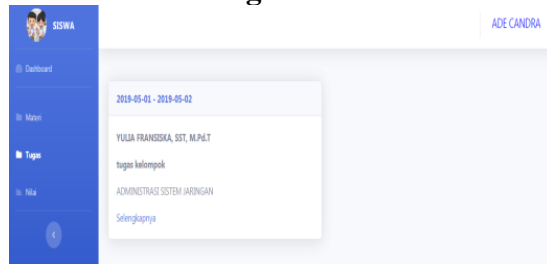 SISWA
ADE CANDRA
Dashboard
Materi
Tugas
Nilai
2019-05-01 - 2019-05-02
YULIA FRANSISKA, SST, M.Pd.T
tugas kelompok
ADMINISTRASI SISTEM JARINGAN
Selengkapnya